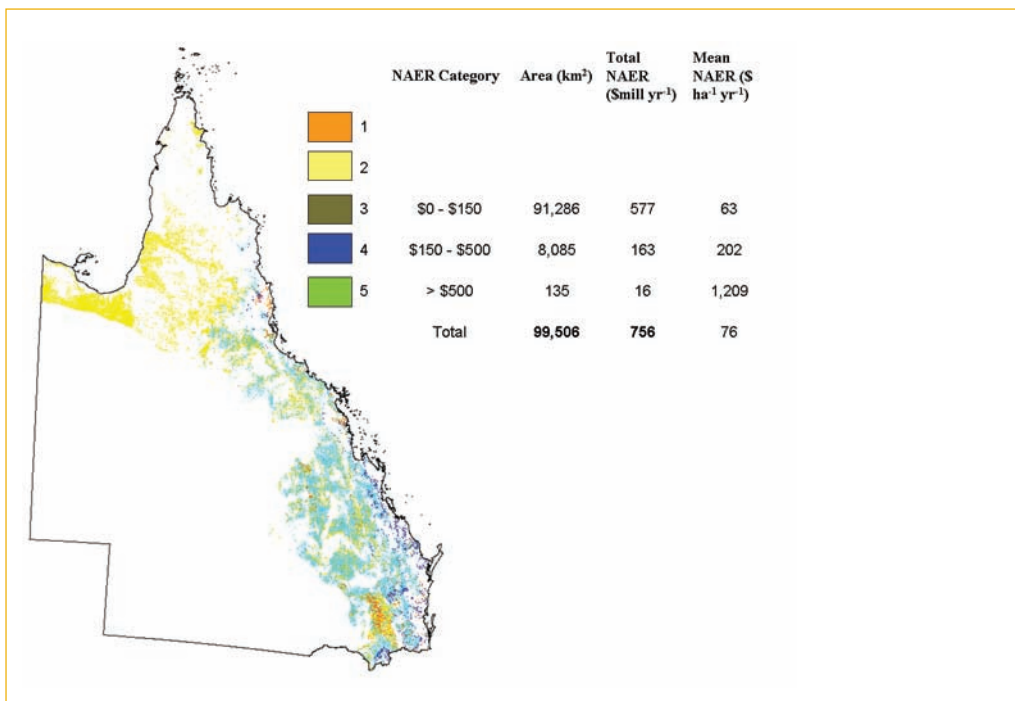 NAER Category Area (km²) Total NAER ($mill yr⁻¹) Mean NAER ($ ha⁻¹ yr⁻¹)
1
2
3 $0 - $150 91,286 577 63
4 $150 - $500 8,085 163 202
5 > $500 135 16 1,209
Total 99,506 756 76